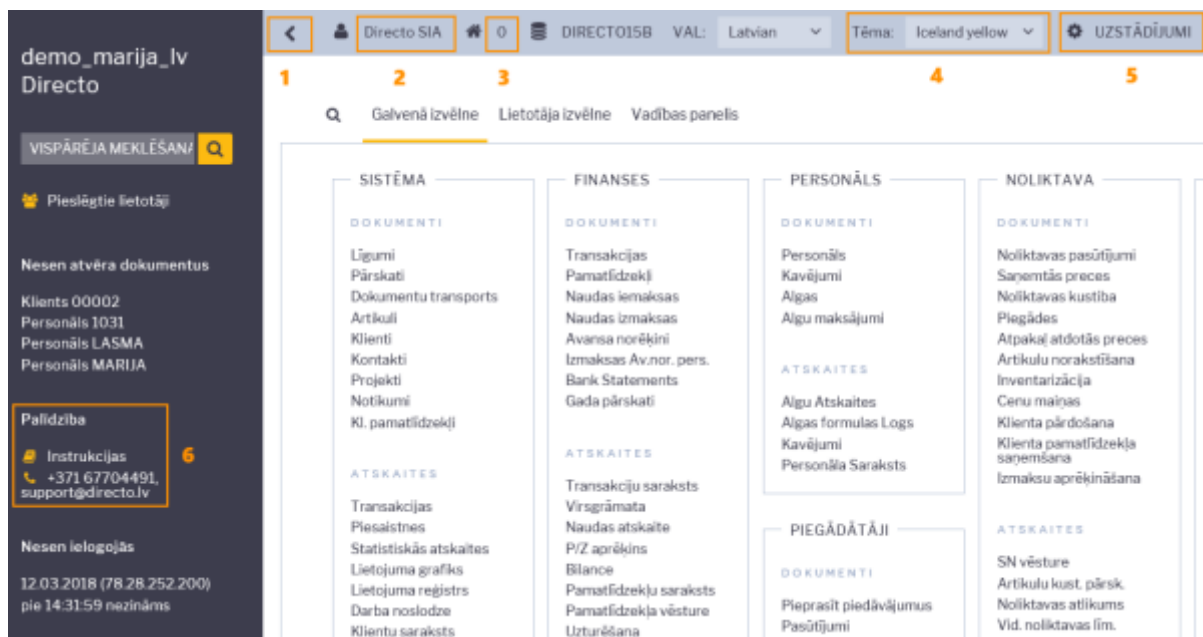 demo_marija_lv
Directo
VISPĀRĒJA MEKLĒŠANA
Pieslēgtie lietotāji
Nesen atvēra dokumentus
Klients 00002
Personāls 1031
Personāls LASMA
Personāls MARIJA
Palīdzība
Instrukcijas
6
+371 67704491,
support@directo.lv
Nesen ielogojās
12.03.2018 (78.28.252.200)
pie 14:31:59 nezināms
Directo SIA 0 DIRECTO15B VAL: Latvian Tēma: Iceland yellow UZSTĀDĪJUMI
1 2 3 4 5
Galvenā izvēlne Lietotāja izvēlne Vadības panelis
SISTĒMA
DOKUMENTI
Līgumi
Pārskati
Dokumentu transports
Artikuli
Klienti
Kontakti
Projekti
Notikumi
Kl. pamatlīdzekļi
ATSKAITES
Transakcijas
Piesaistnes
Statistiskās atskaites
Lietojuma grafiks
Lietojuma reģistrs
Darba noslodze
Klientu saraksts
FINANSES
DOKUMENTI
Transakcijas
Pamatlīdzekļi
Naudas iemaksas
Naudas izmaksas
Avansa norēķini
Izmaksas Av.nor. pers.
Bank Statements
Gada pārskati
ATSKAITES
Transakciju saraksts
Virsgrāmata
Naudas atskaite
P/Z aprēķins
Bilance
Pamatlīdzekļu saraksts
Pamatlīdzekļa vēsture
Uzturēšana
PERSONĀLS
DOKUMENTI
Personāls
Kavējumi
Algas
Algu maksājumi
ATSKAITES
Algu Atskaites
Algas formulas Logs
Kavējumi
Personāla Saraksts
PIEGĀDĀTĀJI
DOKUMENTI
Pieprasīt piedāvājumus
Pasūtījumi
NOLIKTAVA
DOKUMENTI
Noliktavas pasūtījumi
Saņemtās preces
Noliktavas kustība
Piegādes
Atpakaļ atdotās preces
Artikulu norakstīšana
Inventarizācija
Cenu maiņas
Klienta pārdošana
Klienta pamatlīdzekļa
saņemšana
Izmaksu aprēķināšana
ATSKAITES
SN vēsture
Artikulu kust. pārsk.
Noliktavas atlikums
Vid. noliktavas līm.